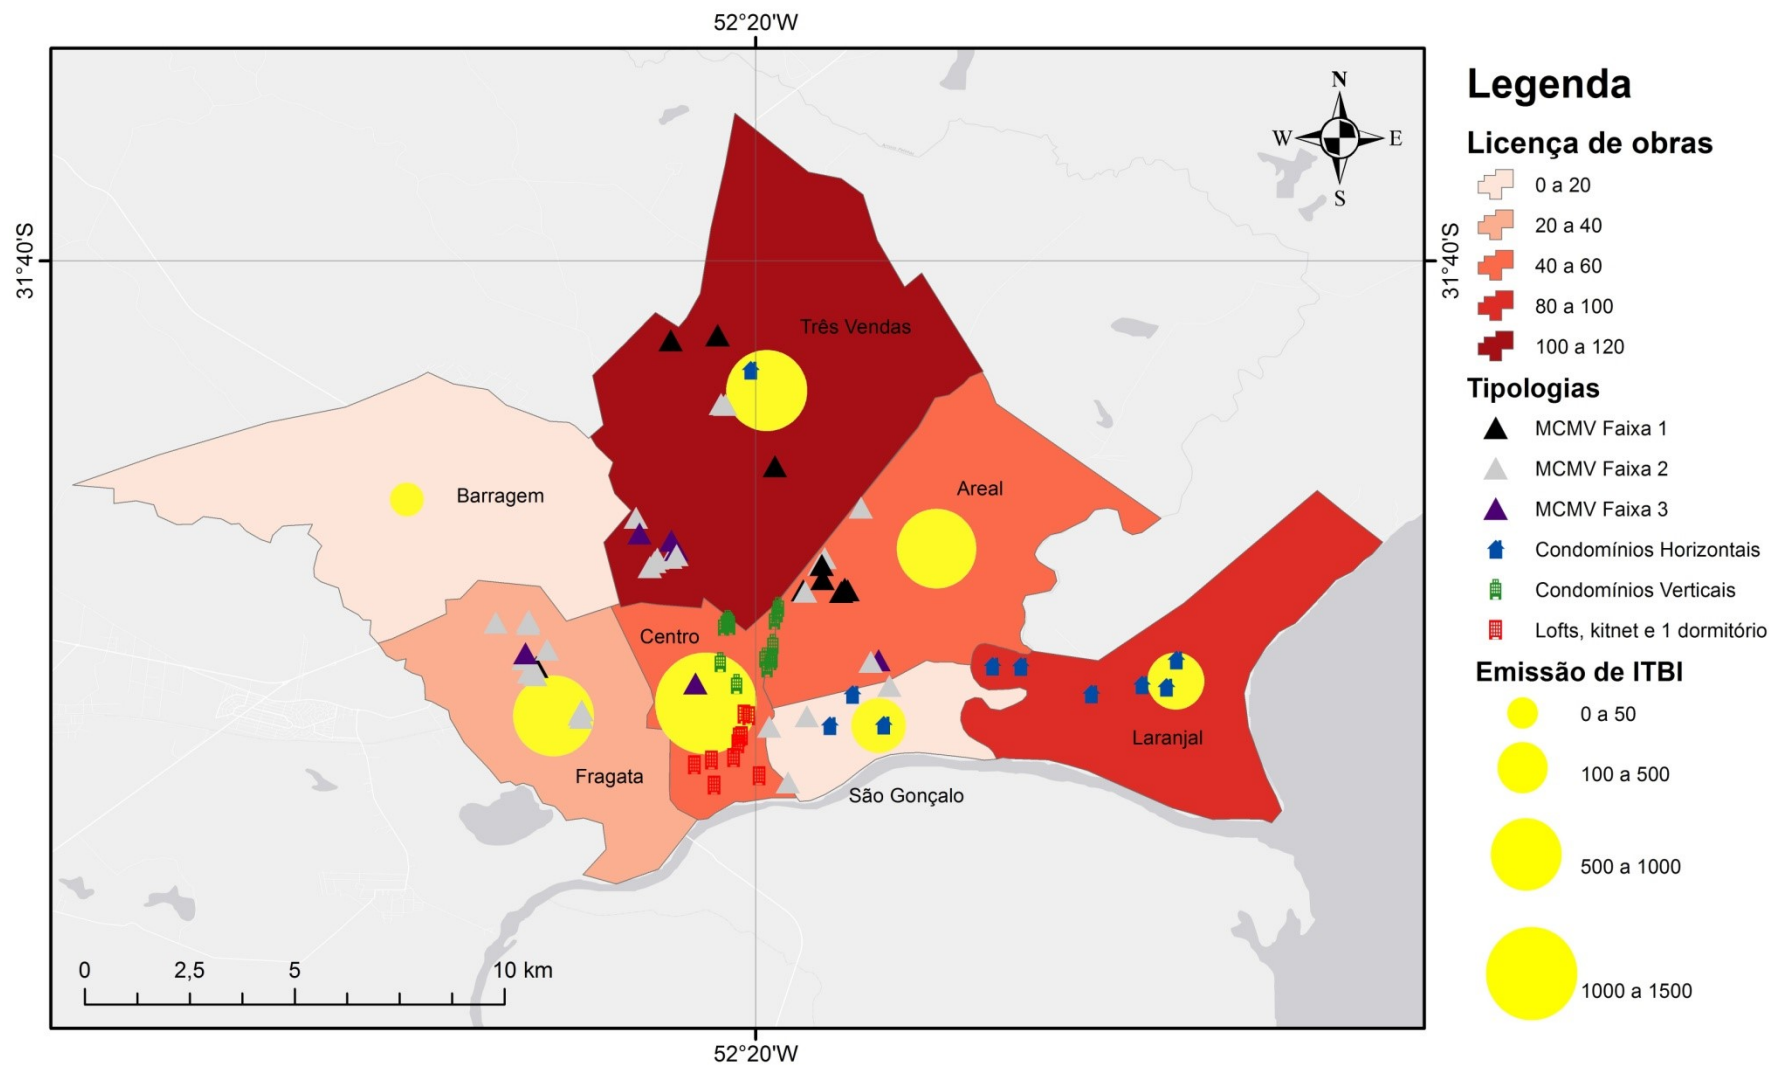 52°20'W
Legenda
Licença de obras
0 a 20
20 a 40
40 a 60
80 a 100
100 a 120
Tipologias
MCMV Faixa 1
MCMV Faixa 2
MCMV Faixa 3
Condomínios Horizontais
Condomínios Verticais
Lofts, kitnet e 1 dormitório
Emissão de ITBI
0 a 50
100 a 500
500 a 1000
1000 a 1500
N
W
E
S
31°40'S
31°40'S
Três Vendas
Barragem
Areal
Centro
Laranjal
Fragata
São Gonçalo
0
2,5
5
10 km
52°20'W